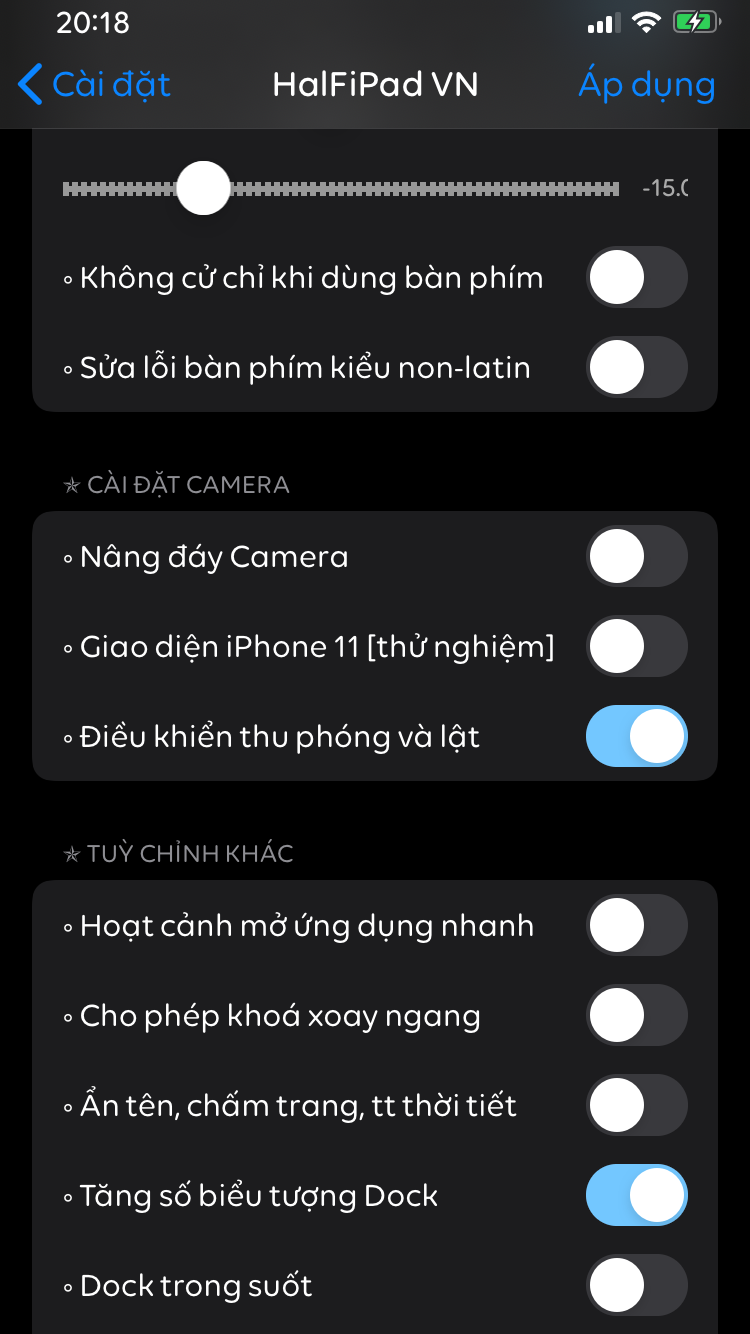 20:18
Cài đặt
HalFiPad VN
Áp dụng
-15.0
◦ Không cử chỉ khi dùng bàn phím
◦ Sửa lỗi bàn phím kiểu non-latin
✯ CÀI ĐẶT CAMERA
◦ Nâng đáy Camera
◦ Giao diện iPhone 11 [thử nghiệm]
◦ Điều khiển thu phóng và lật
✯ TUỲ CHỈNH KHÁC
◦ Hoạt cảnh mở ứng dụng nhanh
◦ Cho phép khoá xoay ngang
◦ Ẩn tên, chấm trang, tt thời tiết
◦ Tăng số biểu tượng Dock
◦ Dock trong suốt